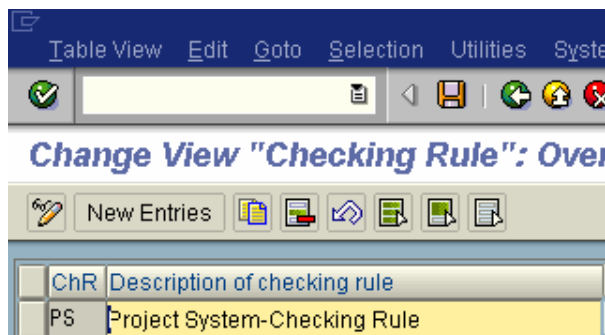 Table View Edit Goto Selection Utilities Syste
Change View "Checking Rule": Over
New Entries
ChR Description of checking rule
PS Project System-Checking Rule